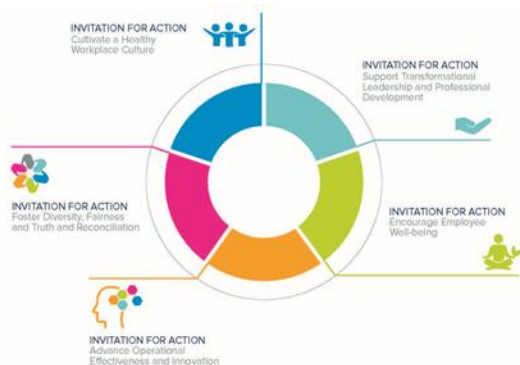 INVITATION FOR ACTION
Cultivate a Healthy
Workplace Culture
INVITATION FOR ACTION
Support Transformational
Leadership and Professional
Development
INVITATION FOR ACTION
Foster Diversity, Fairness
and Truth and Reconciliation
INVITATION FOR ACTION
Encourage Employee
Well-being
INVITATION FOR ACTION
Advance Operational
Effectiveness and Innovation